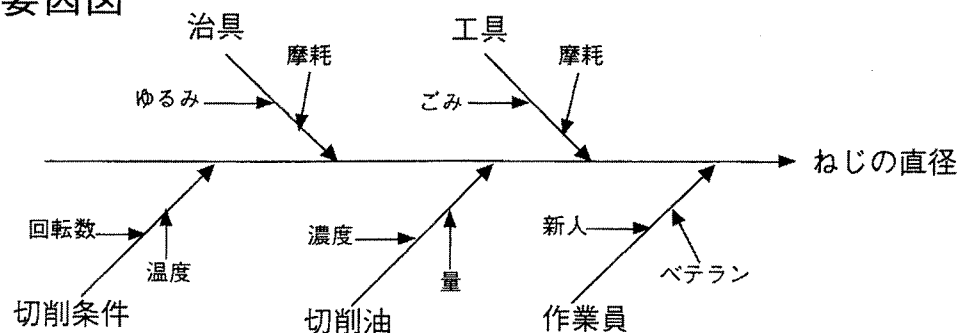 要因図
治具
工具
摩耗
摩耗
ゆるみ
ごみ
ねじの直径
回転数
濃度
新人
温度
量
ベテラン
切削条件
切削油
作業員